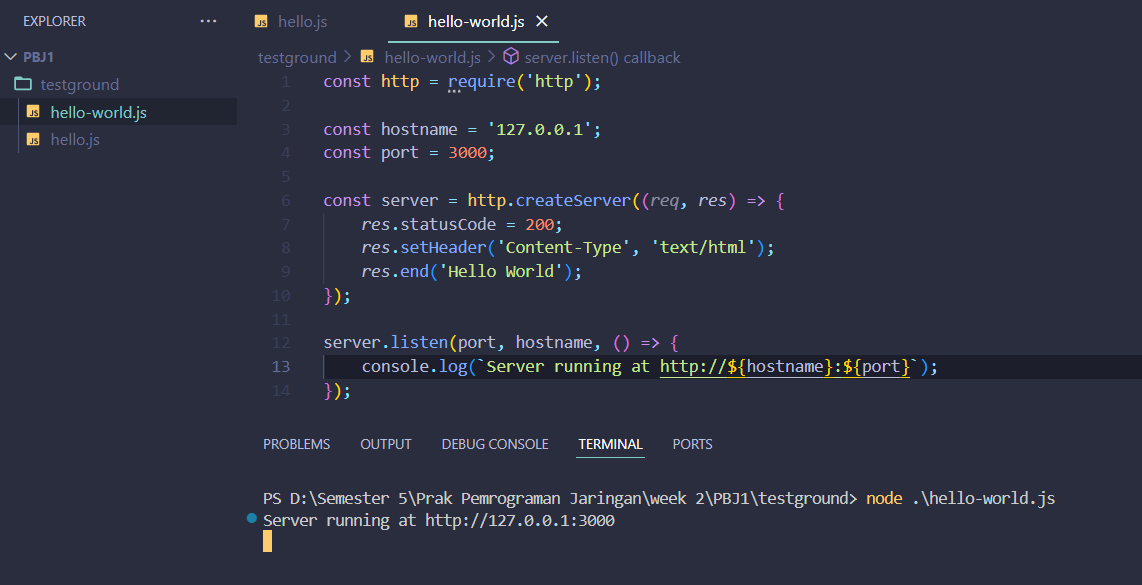 EXPLORER ...
PBJ1
testground
JS hello-world.js
JS hello.js
JS hello.js JS hello-world.js
testground > JS hello-world.js > server.listen() callback
1 const http = require('http');
2
3 const hostname = '127.0.0.1';
4 const port = 3000;
5
6 const server = http.createServer((req, res) => {
7 res.statusCode = 200;
8 res.setHeader('Content-Type', 'text/html');
9 res.end('Hello World');
10 });
11
12 server.listen(port, hostname, () => {
13 console.log(`Server running at http://${hostname}:${port}`);
14 });
PROBLEMS OUTPUT DEBUG CONSOLE TERMINAL PORTS
PS D:\Semester 5\Prak Pemrograman Jaringan\week 2\PBJ1\testground> node .\hello-world.js
Server running at http://127.0.0.1:3000